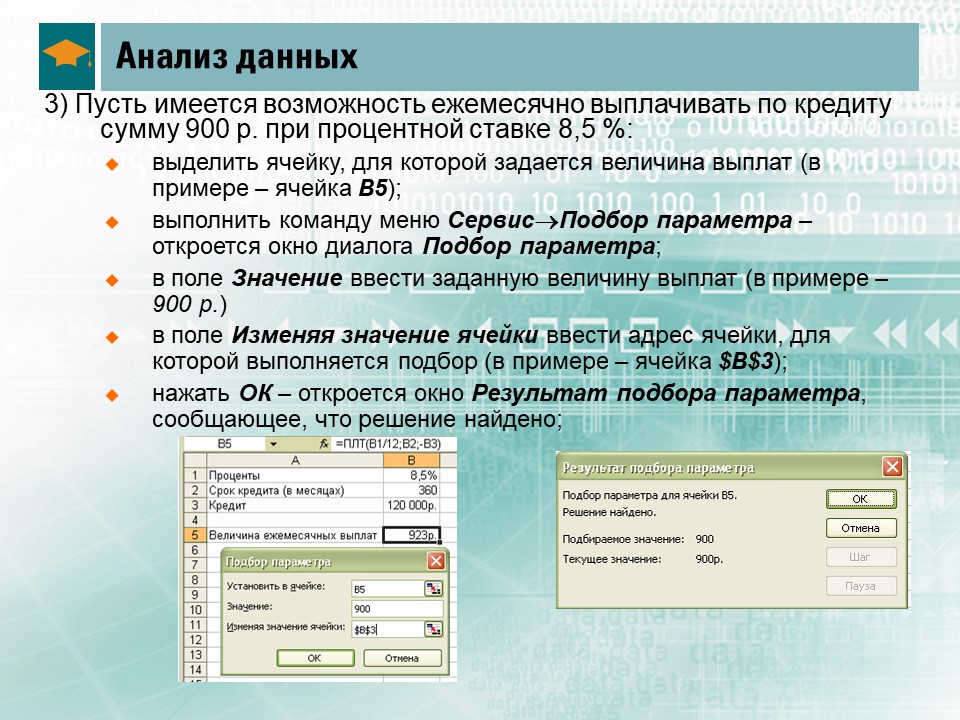 Анализ данных
3) Пусть имеется возможность ежемесячно выплачивать по кредиту
сумму 900 р. при процентной ставке 8,5 %:
выделить ячейку, для которой задается величина выплат (в
примере – ячейка B5);
выполнить команду меню Сервис→Подбор параметра –
откроется окно диалога Подбор параметра;
в поле Значение ввести заданную величину выплат (в примере –
900 р.)
в поле Изменяя значение ячейки ввести адрес ячейки, для
которой выполняется подбор (в примере – ячейка $B$3);
нажать ОК – откроется окно Результат подбора параметра,
сообщающее, что решение найдено;
B5 fx =ПЛТ(B1/12;B2;-B3)
A B
1 Проценты 8,5%
2 Срок кредита (в месяцах) 360
3 Кредит 120 000р.
4
5 Величина ежемесячных выплат 923р.
6
7
8
9
10
11
12
13
14
Подбор параметра
Установить в ячейке: B5
Значение: 900
Изменяя значение ячейки: $B$3
ОК Отмена
Результат подбора параметра
Подбор параметра для ячейки B5.
Решение найдено.
Подбираемое значение: 900
Текущее значение: 900р.
ОК
Отмена
Шаг
Пауза